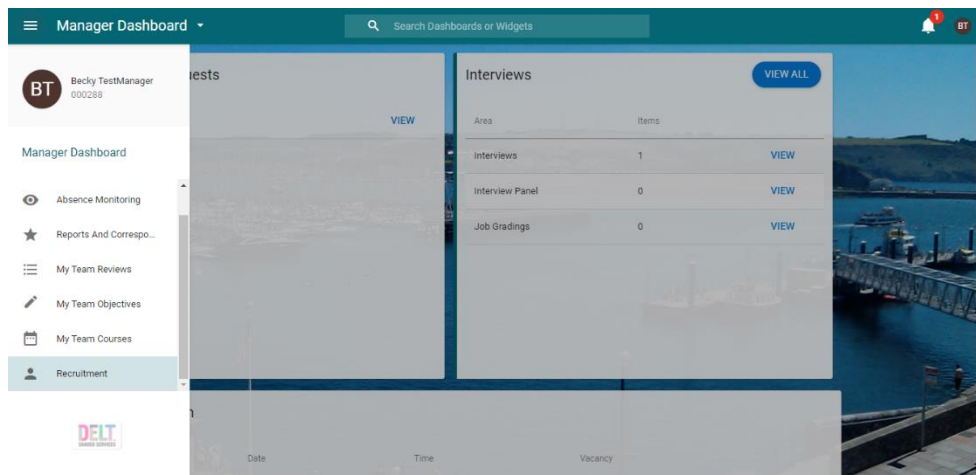 Manager Dashboard
Search Dashboards or Widgets
1
BT
BT
Becky TestManager
000288
Manager Dashboard
Absence Monitoring
Reports And Correspo...
My Team Reviews
My Team Objectives
My Team Courses
Recruitment
DELT
SHARED SERVICES
uests
VIEW
Interviews
VIEW ALL
Area Items
Interviews 1 VIEW
Interview Panel 0 VIEW
Job Gradings 0 VIEW
n
Date Time Vacancy